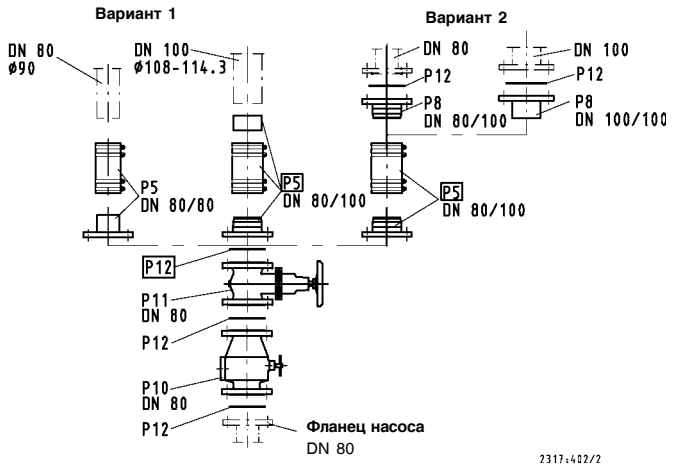 Вариант 1
Вариант 2
DN 80
Ø90
DN 100
Ø108-114.3
DN 80
P12
P8
DN 80/100
DN 100
P12
P8
DN 100/100
P5
DN 80/80
P5
DN 80/100
P5
DN 80/100
P12
P11
DN 80
P12
P10
DN 80
P12
Фланец насоса
DN 80
2317:402/2